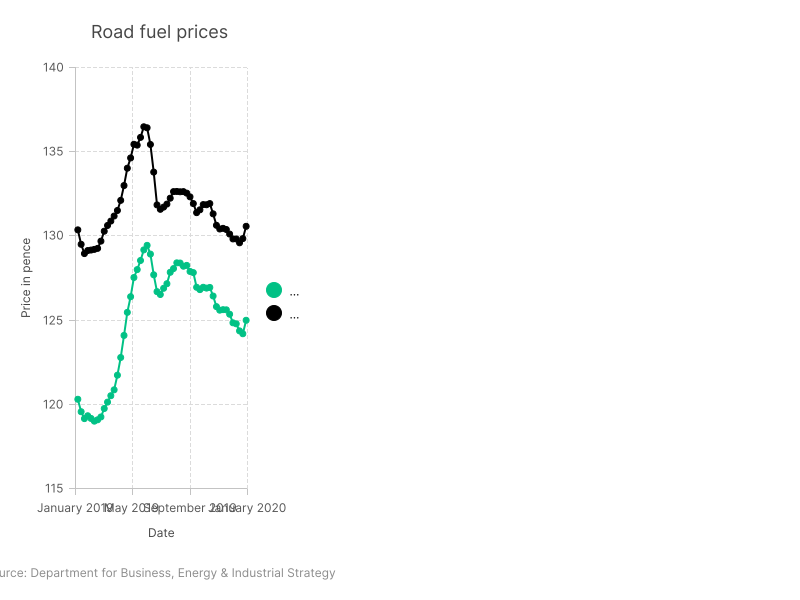 Road fuel prices
140
135
130
125
120
115
Price in pence
...
...
January 2019 May 2019 September 2019 January 2020
Date
urce: Department for Business, Energy & Industrial Strategy